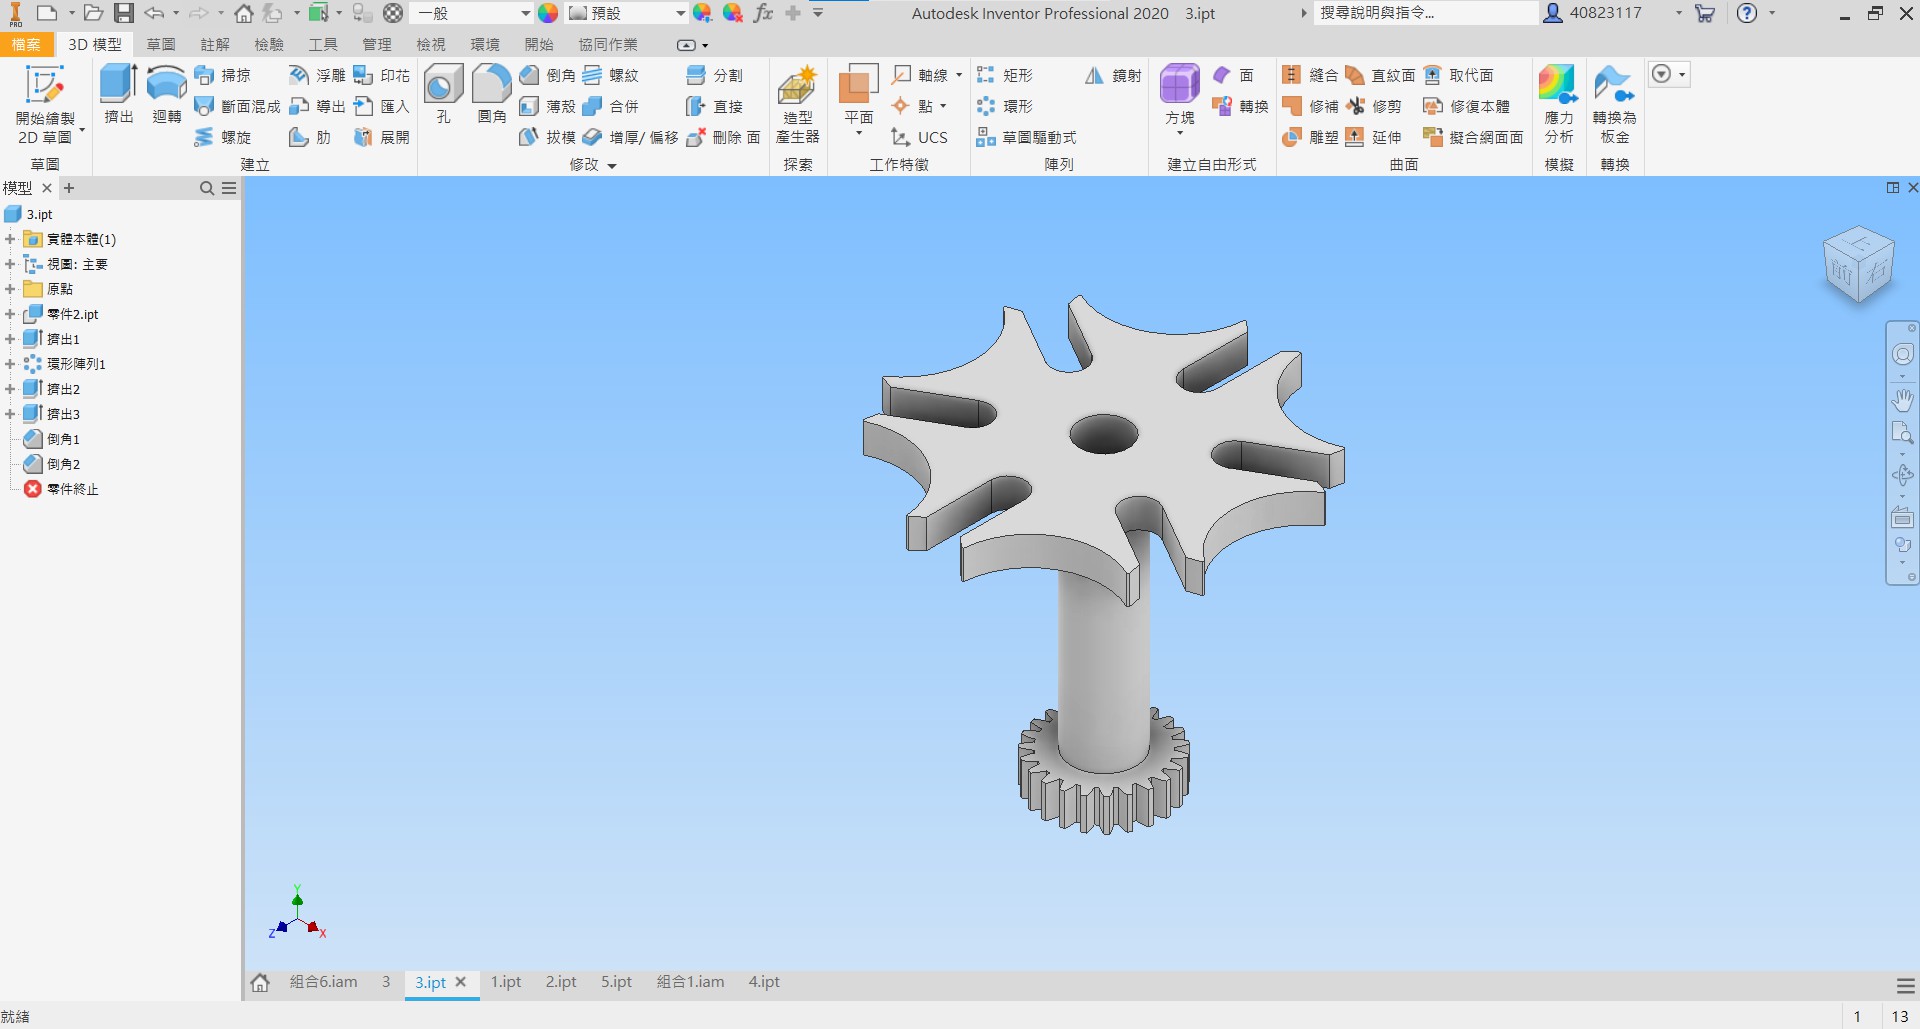 PRO
一般
預設
fx
Autodesk Inventor Professional 2020 3.ipt
搜尋說明與指令...
40823117
檔案 3D 模型 草圖 註解 檢驗 工具 管理 檢視 環境 開始 協同作業
開始繪製
2D 草圖
草圖
擠出
迴轉
掃掠
斷面混成
螺旋
浮雕
導出
肋
印花
匯入
展開
建立
孔
圓角
倒角
薄殼
拔模
螺紋
合併
增厚/ 偏移
分割
直接
刪除 面
修改
造型
產生器
探索
平面
軸線
點
UCS
工作特徵
矩形
環形
草圖驅動式
鏡射
陣列
方塊
面
轉換
建立自由形式
縫合
修補
雕塑
直紋面
修剪
延伸
取代面
修復本體
擬合網面面
曲面
應力
分析
模擬
轉換為
板金
轉換
模型
3.ipt
實體本體(1)
視圖: 主要
原點
零件2.ipt
擠出1
環形陣列1
擠出2
擠出3
倒角1
倒角2
零件終止
上
前
右
Y
Z
X
組合6.iam 3 3.ipt 1.ipt 2.ipt 5.ipt 組合1.iam 4.ipt
就緒
1 13